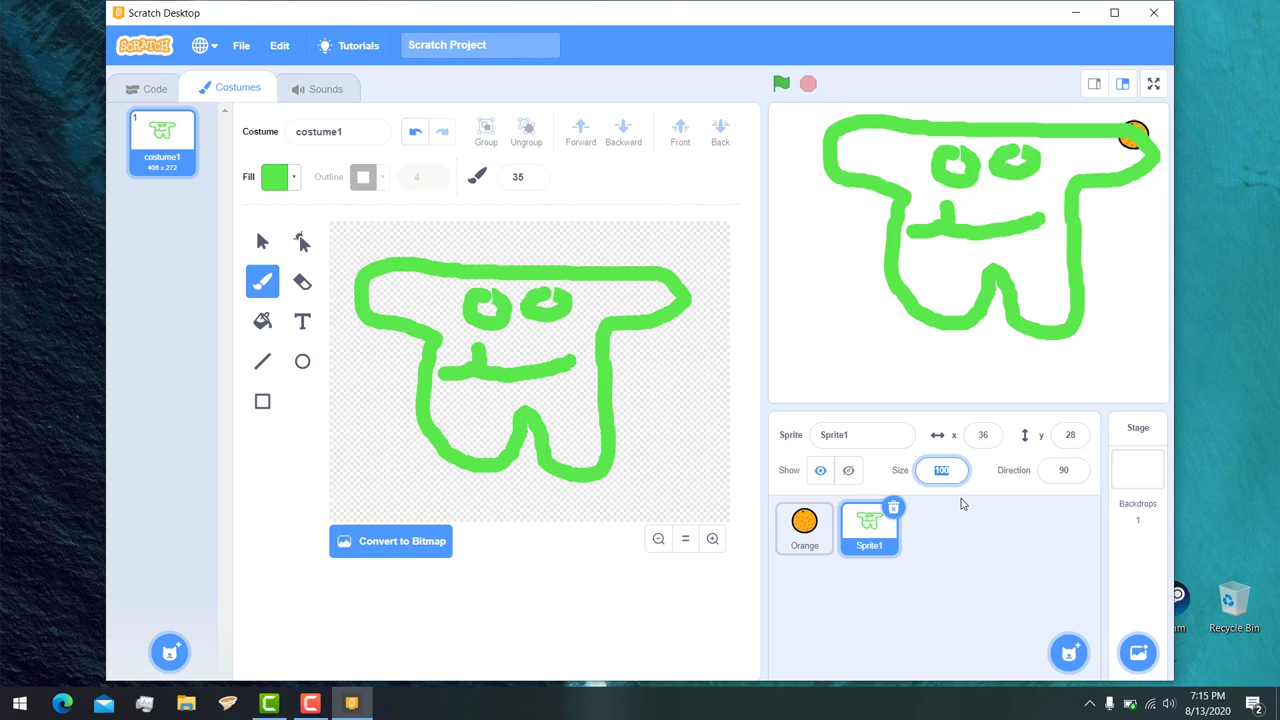 Scratch Desktop
SCRATCH
File
Edit
Tutorials
Scratch Project
Code
Costumes
Sounds
1
costume1
408 x 272
Costume
costume1
Group
Ungroup
Forward
Backward
Front
Back
Fill
Outline
4
35
Convert to Bitmap
Sprite
Sprite1
x
36
y
28
Show
Size
100
Direction
90
Orange
Sprite1
Stage
Backdrops
1
Recycle Bin
7:15 PM
8/13/2020
2